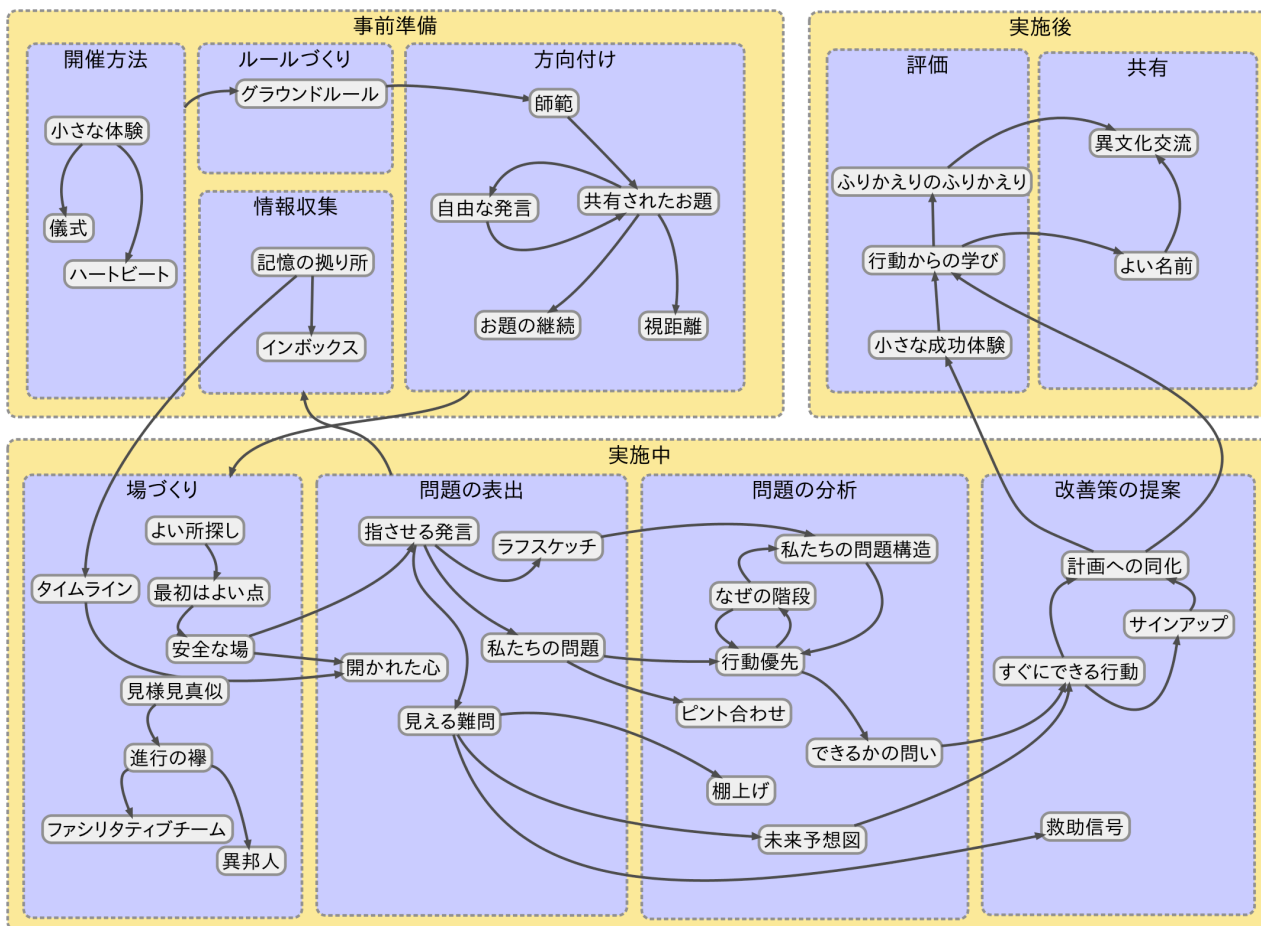 事前準備
開催方法
小さな体験
儀式
ハートビート
ルールづくり
グラウンドルール
情報収集
記憶の拠り所
インボックス
方向付け
師範
自由な発言
共有されたお題
お題の継続
視距離
実施後
評価
ふりかえりのふりかえり
行動からの学び
小さな成功体験
共有
異文化交流
よい名前
実施中
場づくり
よい所探し
タイムライン
最初はよい点
安全な場
見様見真似
進行の襷
ファシリタティブチーム
異邦人
問題の表出
指させる発言
ラフスケッチ
私たちの問題
開かれた心
見える難問
問題の分析
私たちの問題構造
なぜの階段
行動優先
ピント合わせ
できるかの問い
棚上げ
未来予想図
改善策の提案
計画への同化
サインアップ
すぐにできる行動
救助信号